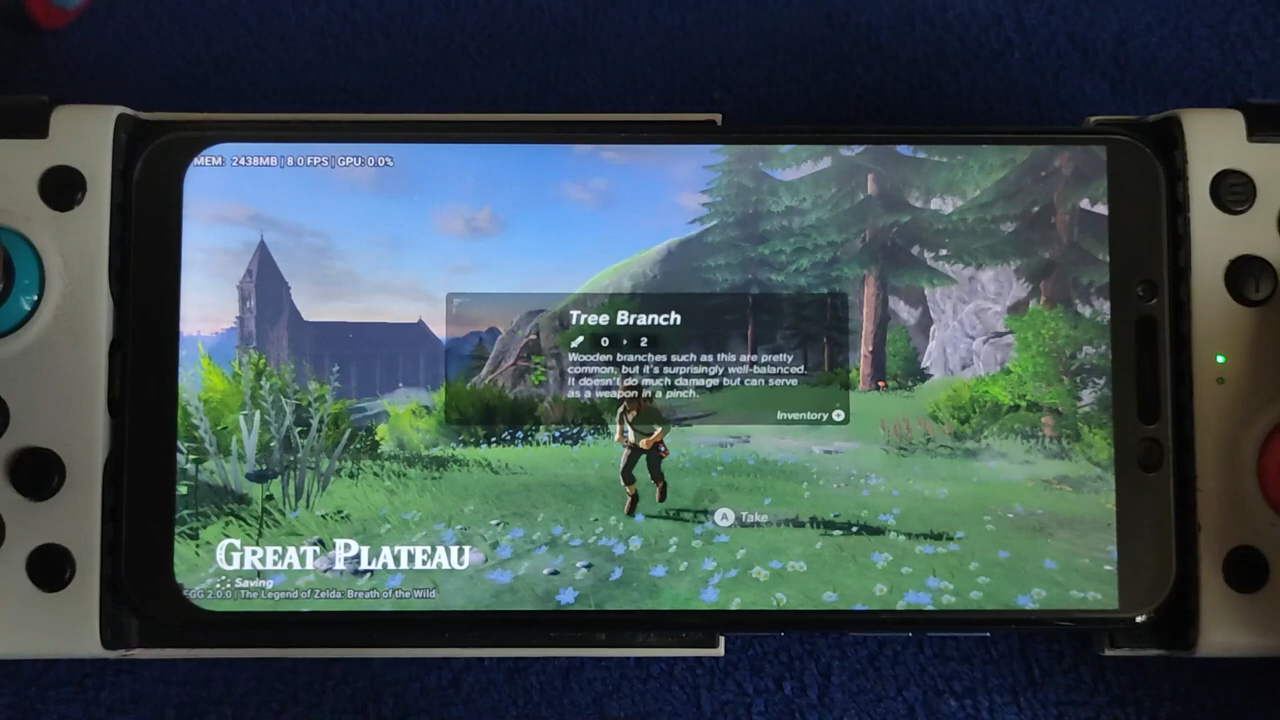 MEM: 2438MB | 8.0 FPS | GPU: 0.0%
Tree Branch
0 2
Wooden branches such as this are pretty
common, but it's surprisingly well-balanced.
It doesn't do much damage but can serve
as a weapon in a pinch.
Inventory +
A Take
GREAT PLATEAU
Saving
EGG 2.0.0 | The Legend of Zelda: Breath of the Wild